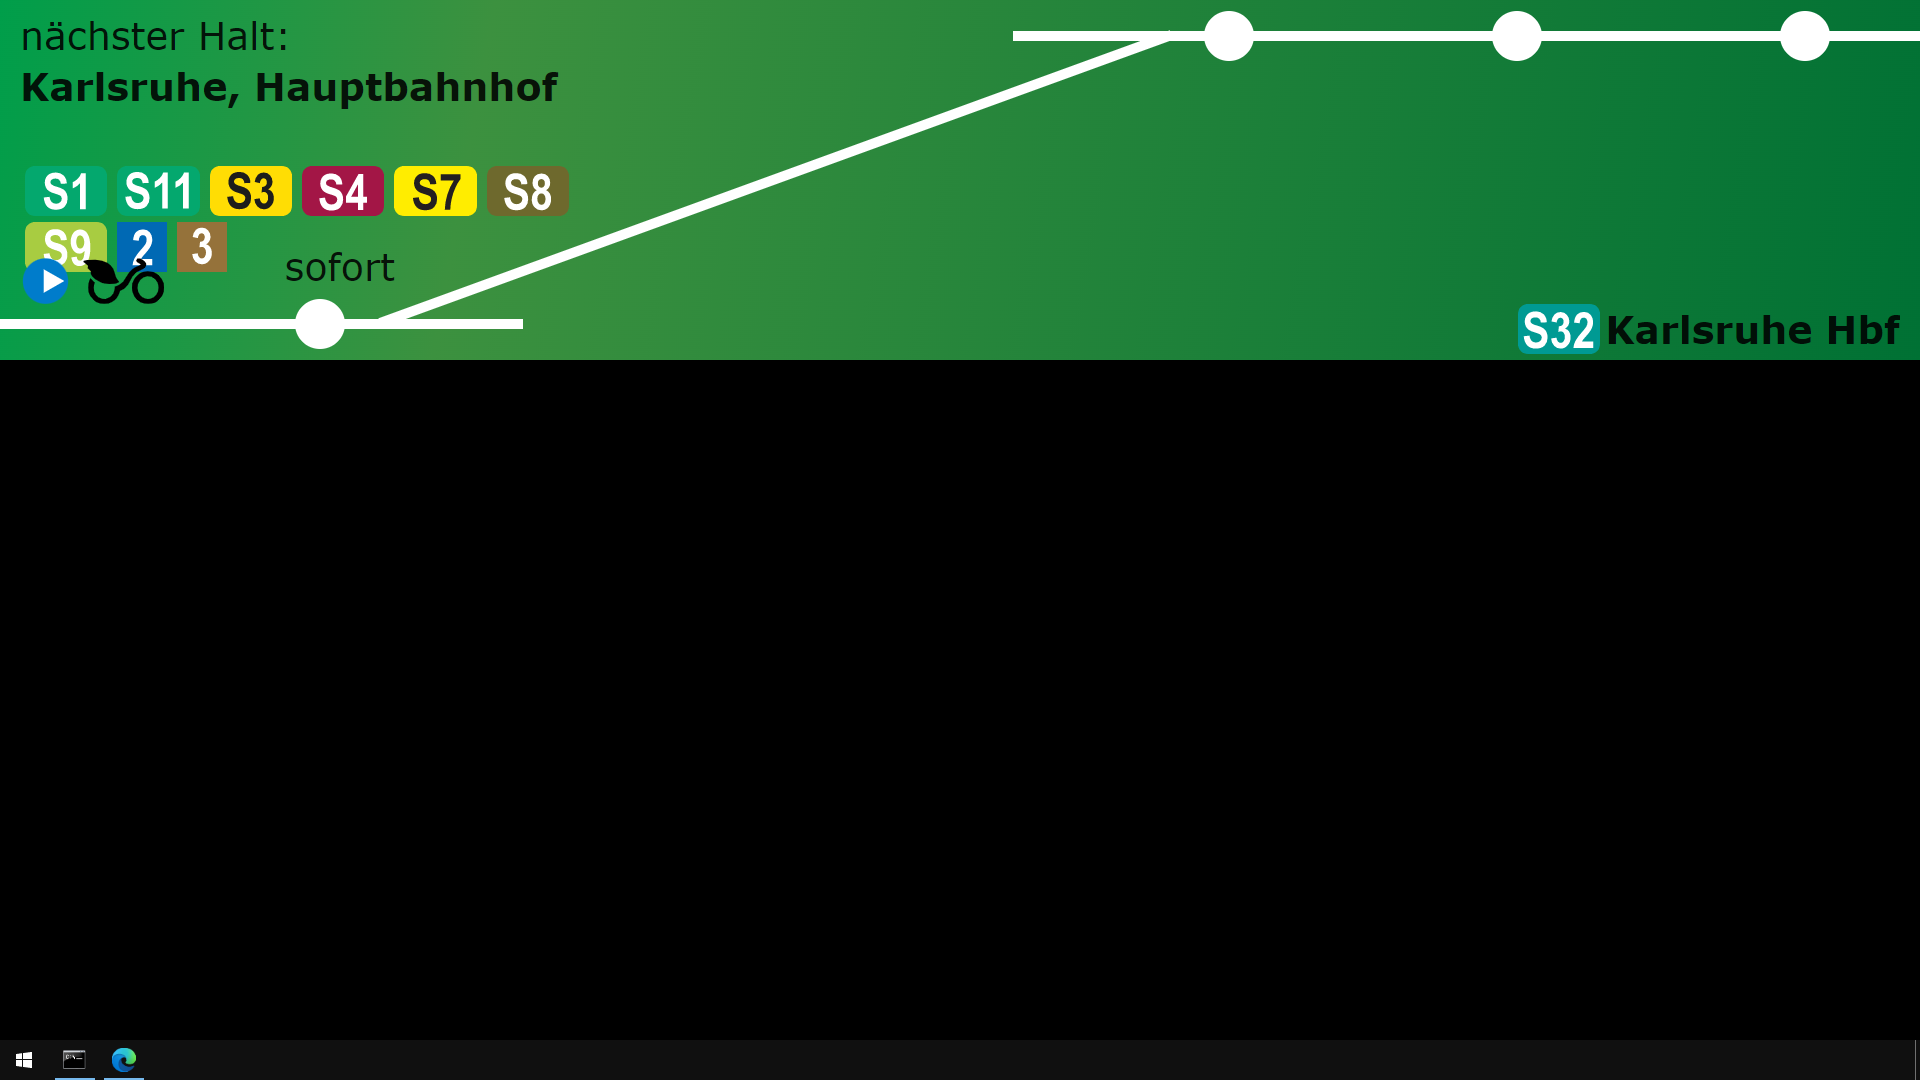 nächster Halt:
Karlsruhe, Hauptbahnhof
S1 S11 S3 S4 S7 S8
S9 2 3
sofort
S32 Karlsruhe Hbf